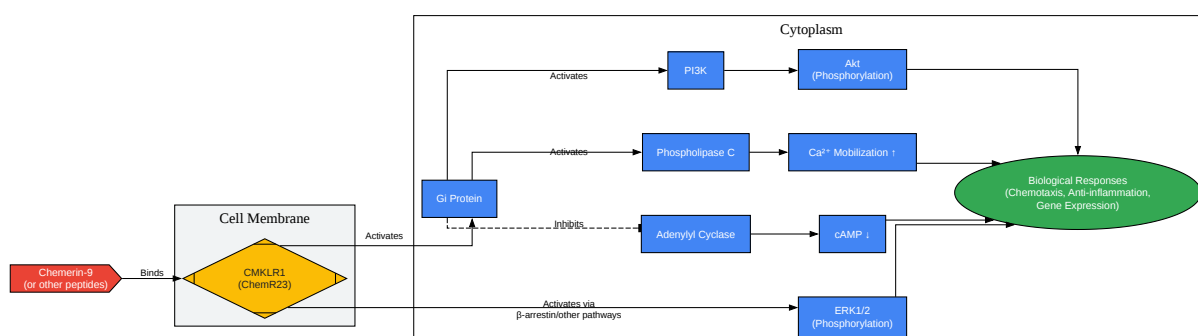 Cytoplasm
PI3K
Akt
(Phosphorylation)
Activates
Phospholipase C
Ca²⁺ Mobilization ↑
Activates
Biological Responses
(Chemotaxis, Anti-inflammation,
Gene Expression)
Gi Protein
Cell Membrane
Inhibits
Adenylyl Cyclase
cAMP ↓
Activates
Chemerin-9
(or other peptides)
Binds
CMKLR1
(ChemR23)
Activates via
β-arrestin/other pathways
ERK1/2
(Phosphorylation)